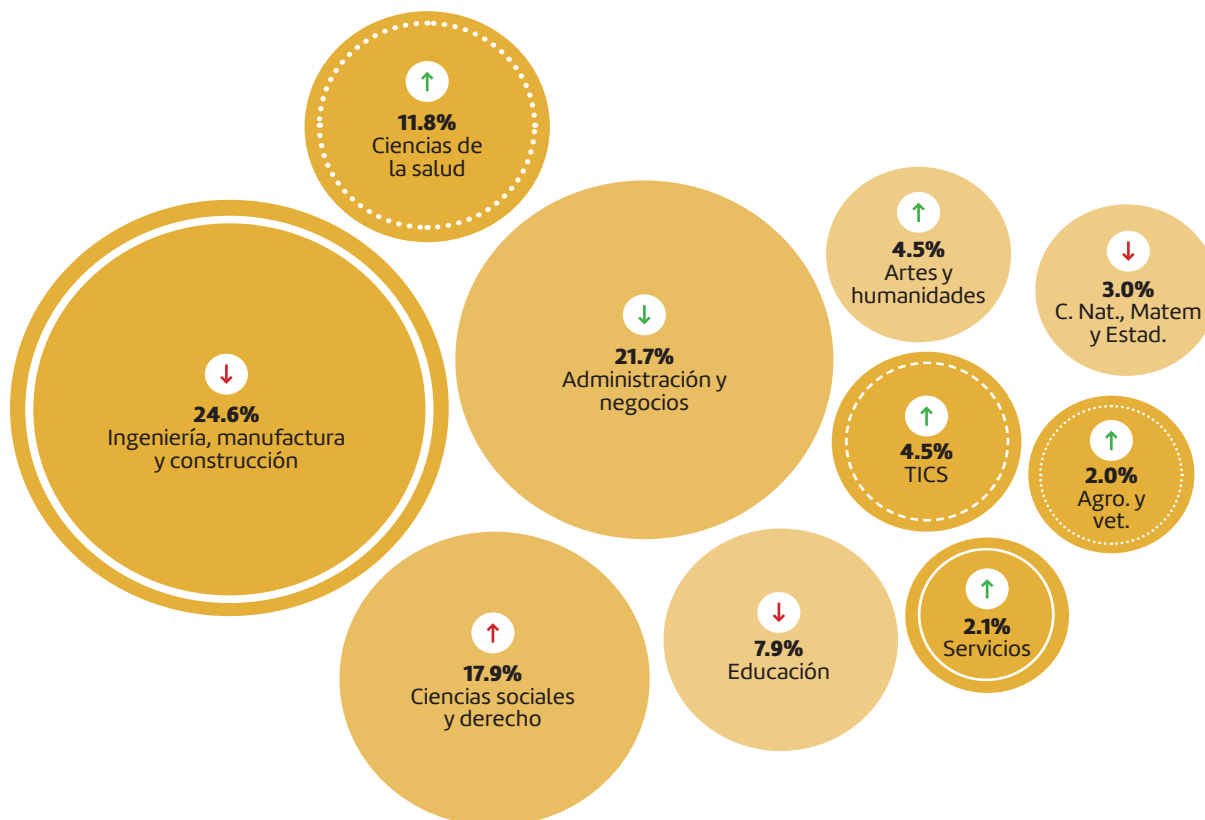 ↑
11.8%
Ciencias de
la salud
↓
24.6%
Ingeniería, manufactura
y construcción
↓
21.7%
Administración y
negocios
↑
4.5%
Artes y
humanidades
↓
3.0%
C. Nat., Matem
y Estad.
↑
4.5%
TICS
↑
2.0%
Agro. y
vet.
↑
17.9%
Ciencias sociales
y derecho
↓
7.9%
Educación
↑
2.1%
Servicios